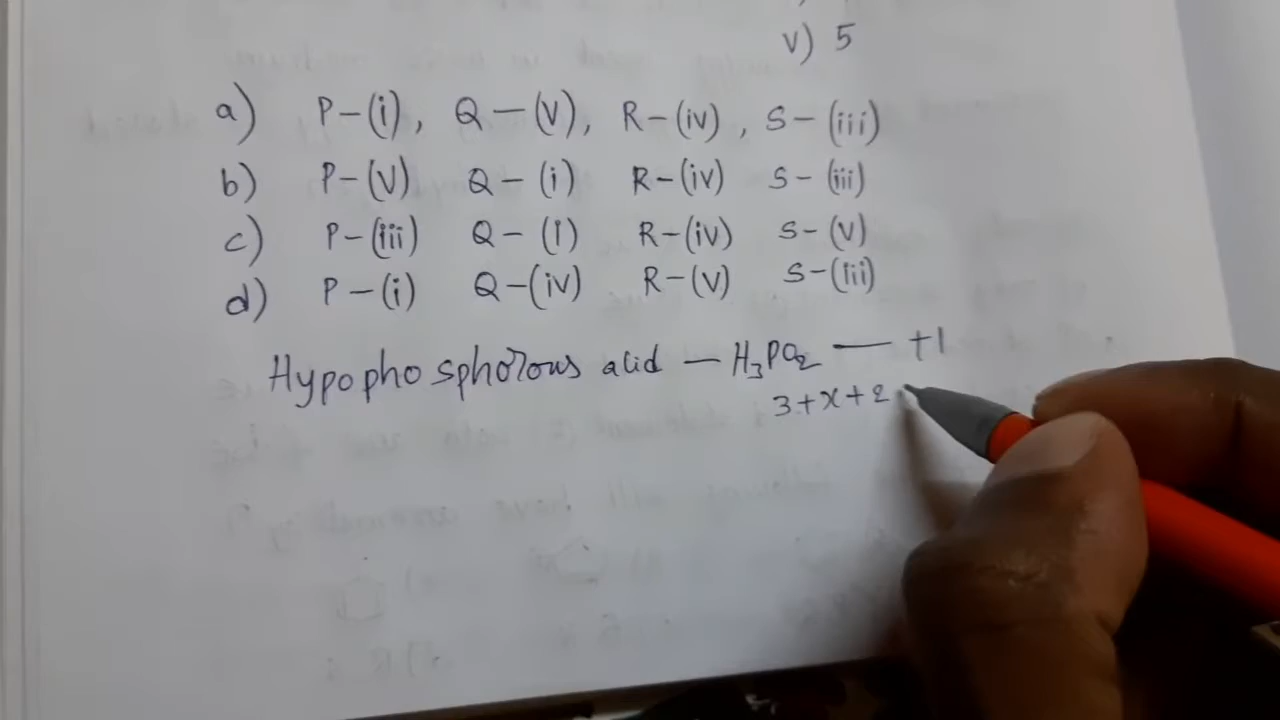 v) 5
a) P-(i), Q-(V), R-(iv), S-(iii)
b) P-(V) Q-(i) R-(iv) S-(iii)
c) P-(iii) Q-(i) R-(iv) S-(v)
d) P-(i) Q-(iv) R-(V) S-(iii)
Hypophosphorous acid - H₃PO₂ — +1
3+x+2